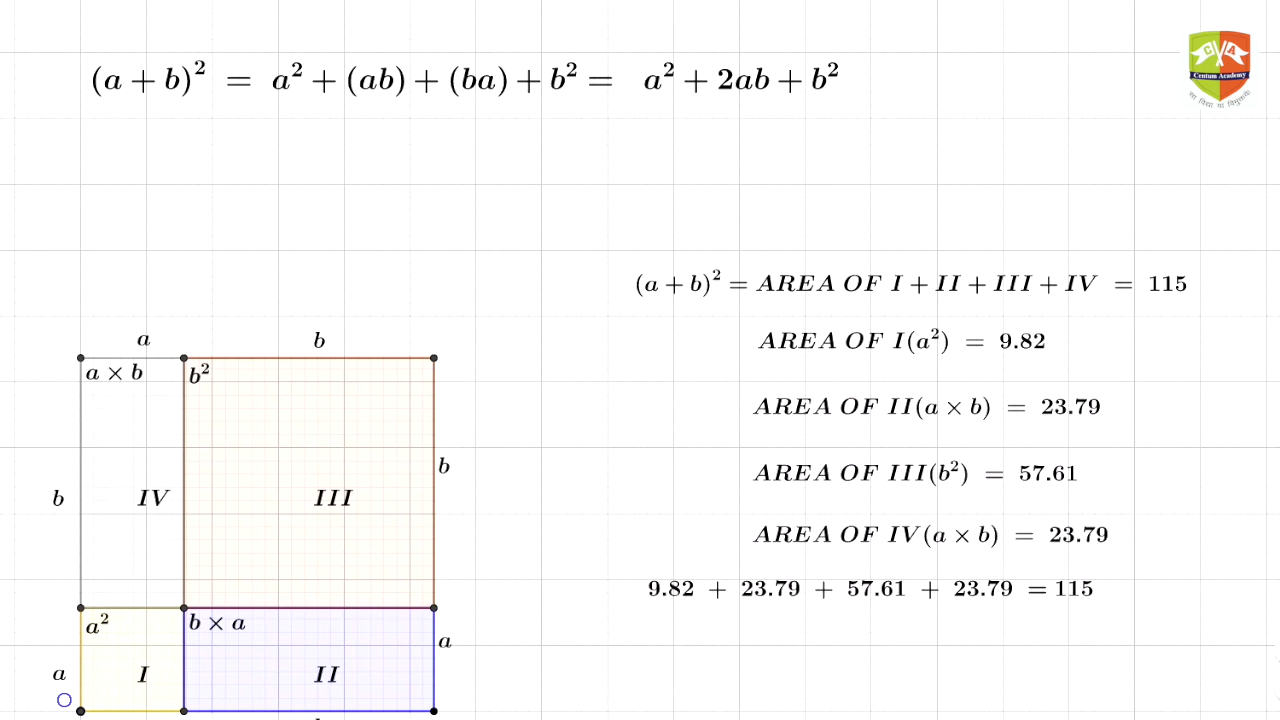 (a + b)² = a² + (ab) + (ba) + b² = a² + 2ab + b²
CVA
Centum Academy
(a + b)² = AREA OF I + II + III + IV = 115
AREA OF I(a²) = 9.82
AREA OF II(a × b) = 23.79
AREA OF III(b²) = 57.61
AREA OF IV(a × b) = 23.79
9.82 + 23.79 + 57.61 + 23.79 = 115
a b
a × b b²
b
b IV III
a² b × a
a
a I II
O